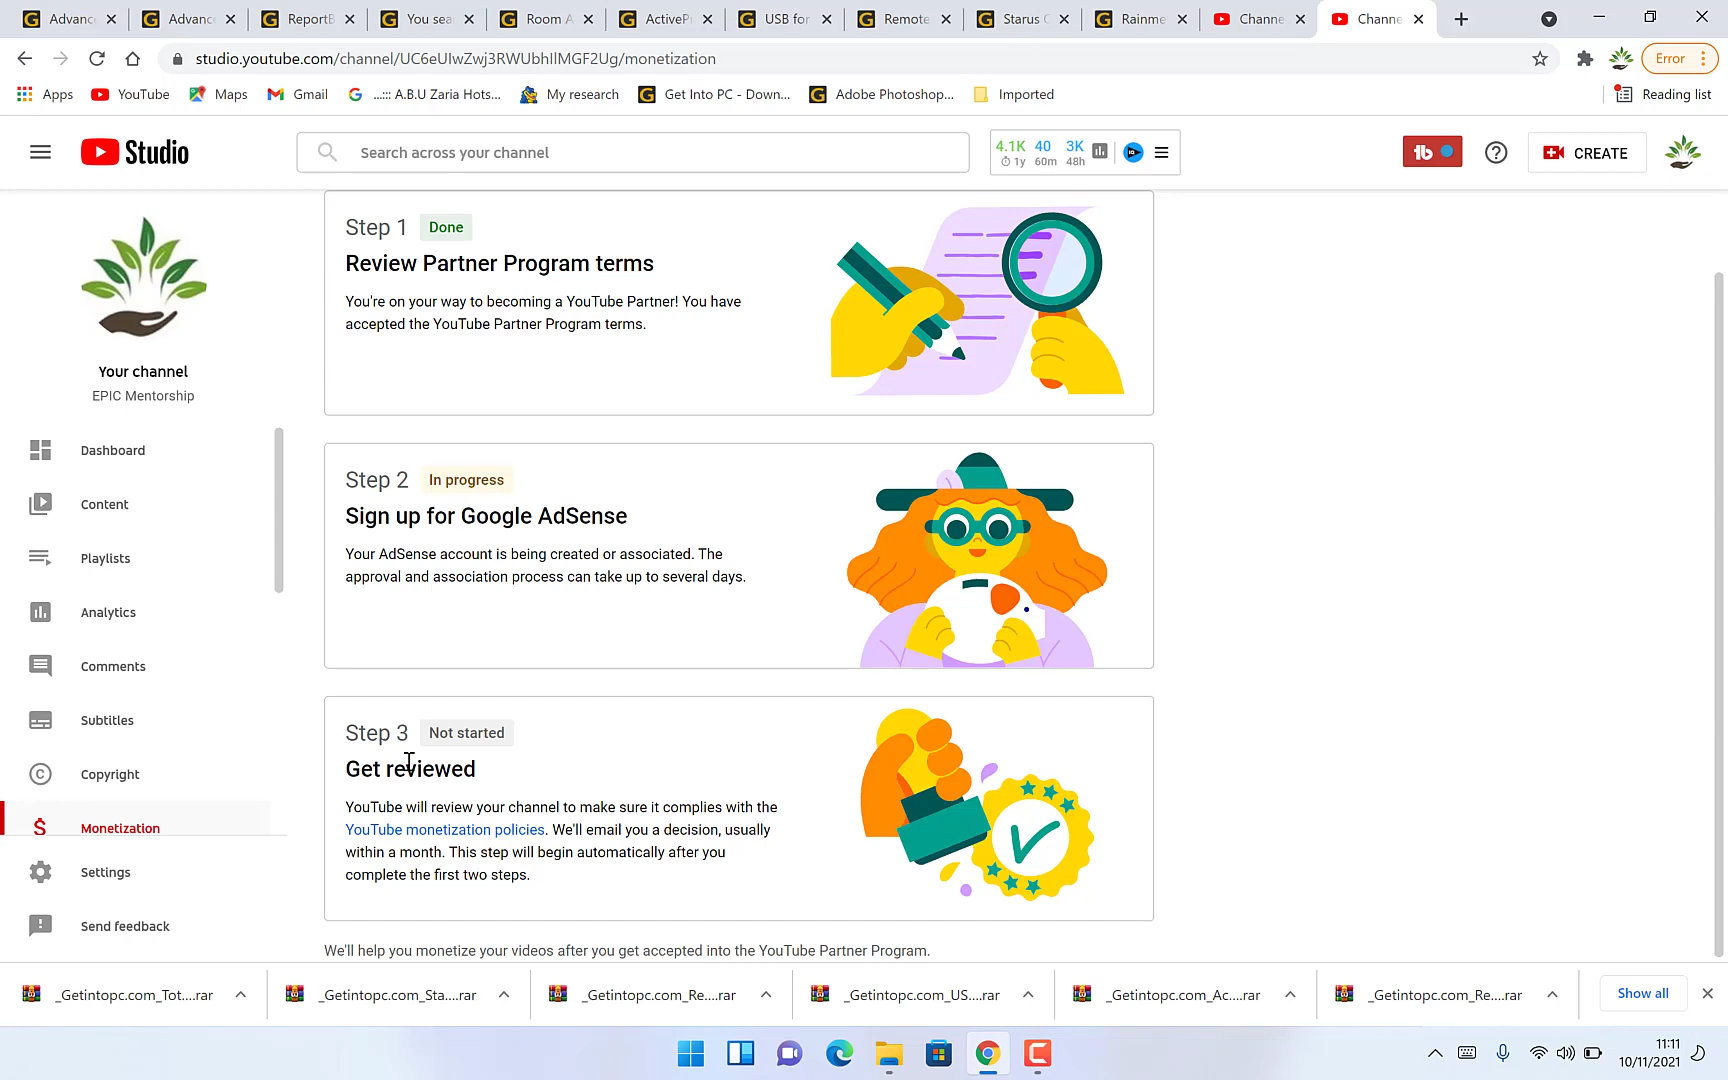 Advanc
Advanc
ReportB
You sea
Room A
ActivePr
USB for
Remote
Starus C
Rainme
Channe
Channe
studio.youtube.com/channel/UC6eUIwZwj3RWUbhIlMGF2Ug/monetization
Error
Apps
YouTube
Maps
Gmail
...::: A.B.U Zaria Hots...
My research
Get Into PC - Down...
Adobe Photoshop...
Imported
Reading list
Studio
Search across your channel
4.1K 40 3K
1y 60m 48h
tb
CREATE
Your channel
EPIC Mentorship
Dashboard
Content
Playlists
Analytics
Comments
Subtitles
Copyright
Monetization
Settings
Send feedback
Step 1 Done
Review Partner Program terms
You're on your way to becoming a YouTube Partner! You have
accepted the YouTube Partner Program terms.
Step 2 In progress
Sign up for Google AdSense
Your AdSense account is being created or associated. The
approval and association process can take up to several days.
Step 3 Not started
Get reviewed
YouTube will review your channel to make sure it complies with the
YouTube monetization policies. We'll email you a decision, usually
within a month. This step will begin automatically after you
complete the first two steps.
We'll help you monetize your videos after you get accepted into the YouTube Partner Program.
_Getintopc.com_Tot....rar
_Getintopc.com_Sta....rar
_Getintopc.com_Re....rar
_Getintopc.com_US....rar
_Getintopc.com_Ac....rar
_Getintopc.com_Re....rar
Show all
11:11
10/11/2021